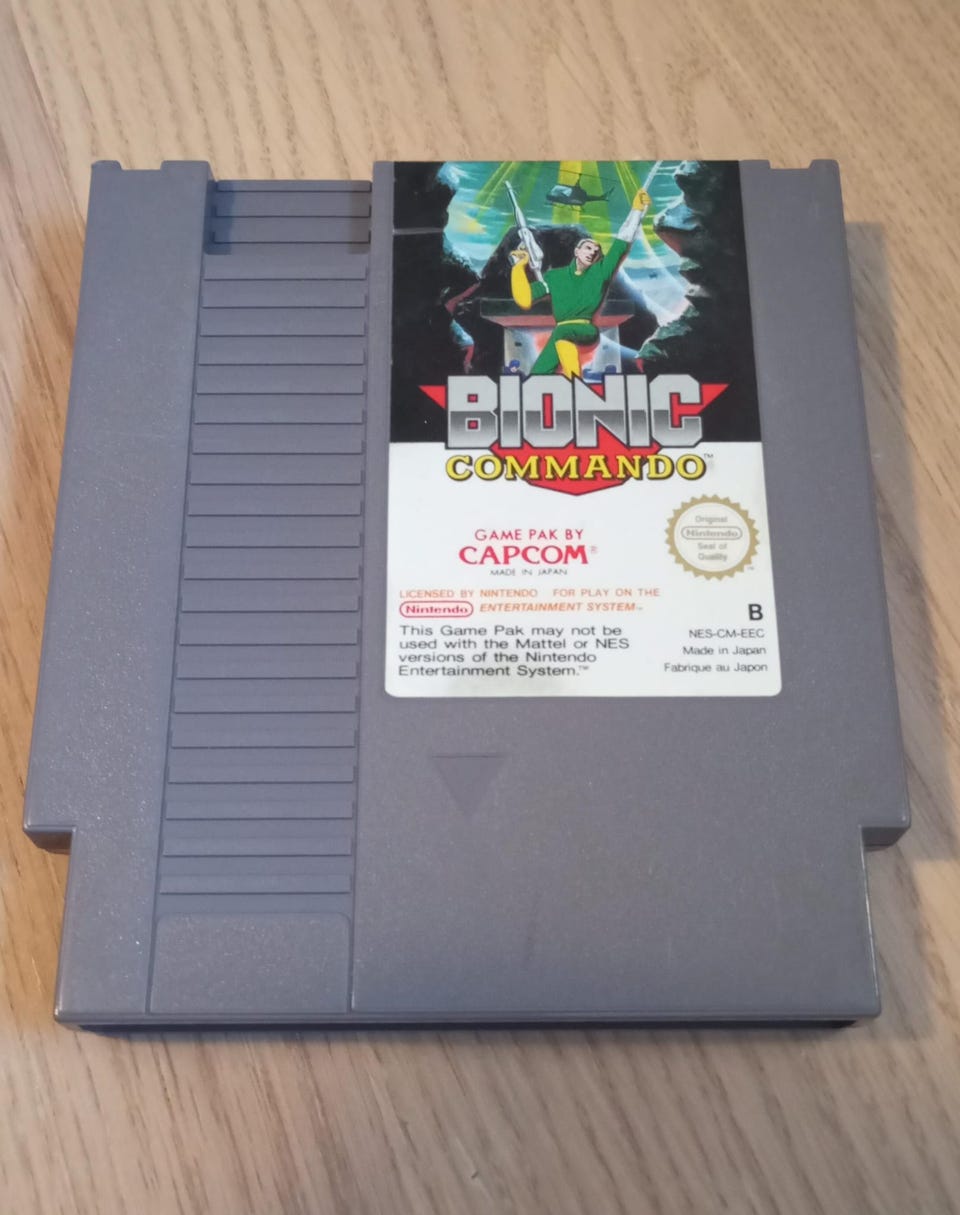 BIONIC
COMMANDO™
GAME PAK BY
CAPCOM®
MADE IN JAPAN
Original
Nintendo
Seal of
Quality
™
LICENSED BY NINTENDO FOR PLAY ON THE
Nintendo ENTERTAINMENT SYSTEM™
This Game Pak may not be
used with the Mattel or NES
versions of the Nintendo
Entertainment System.™
B
NES-CM-EEC
Made in Japan
Fabriqué au Japon